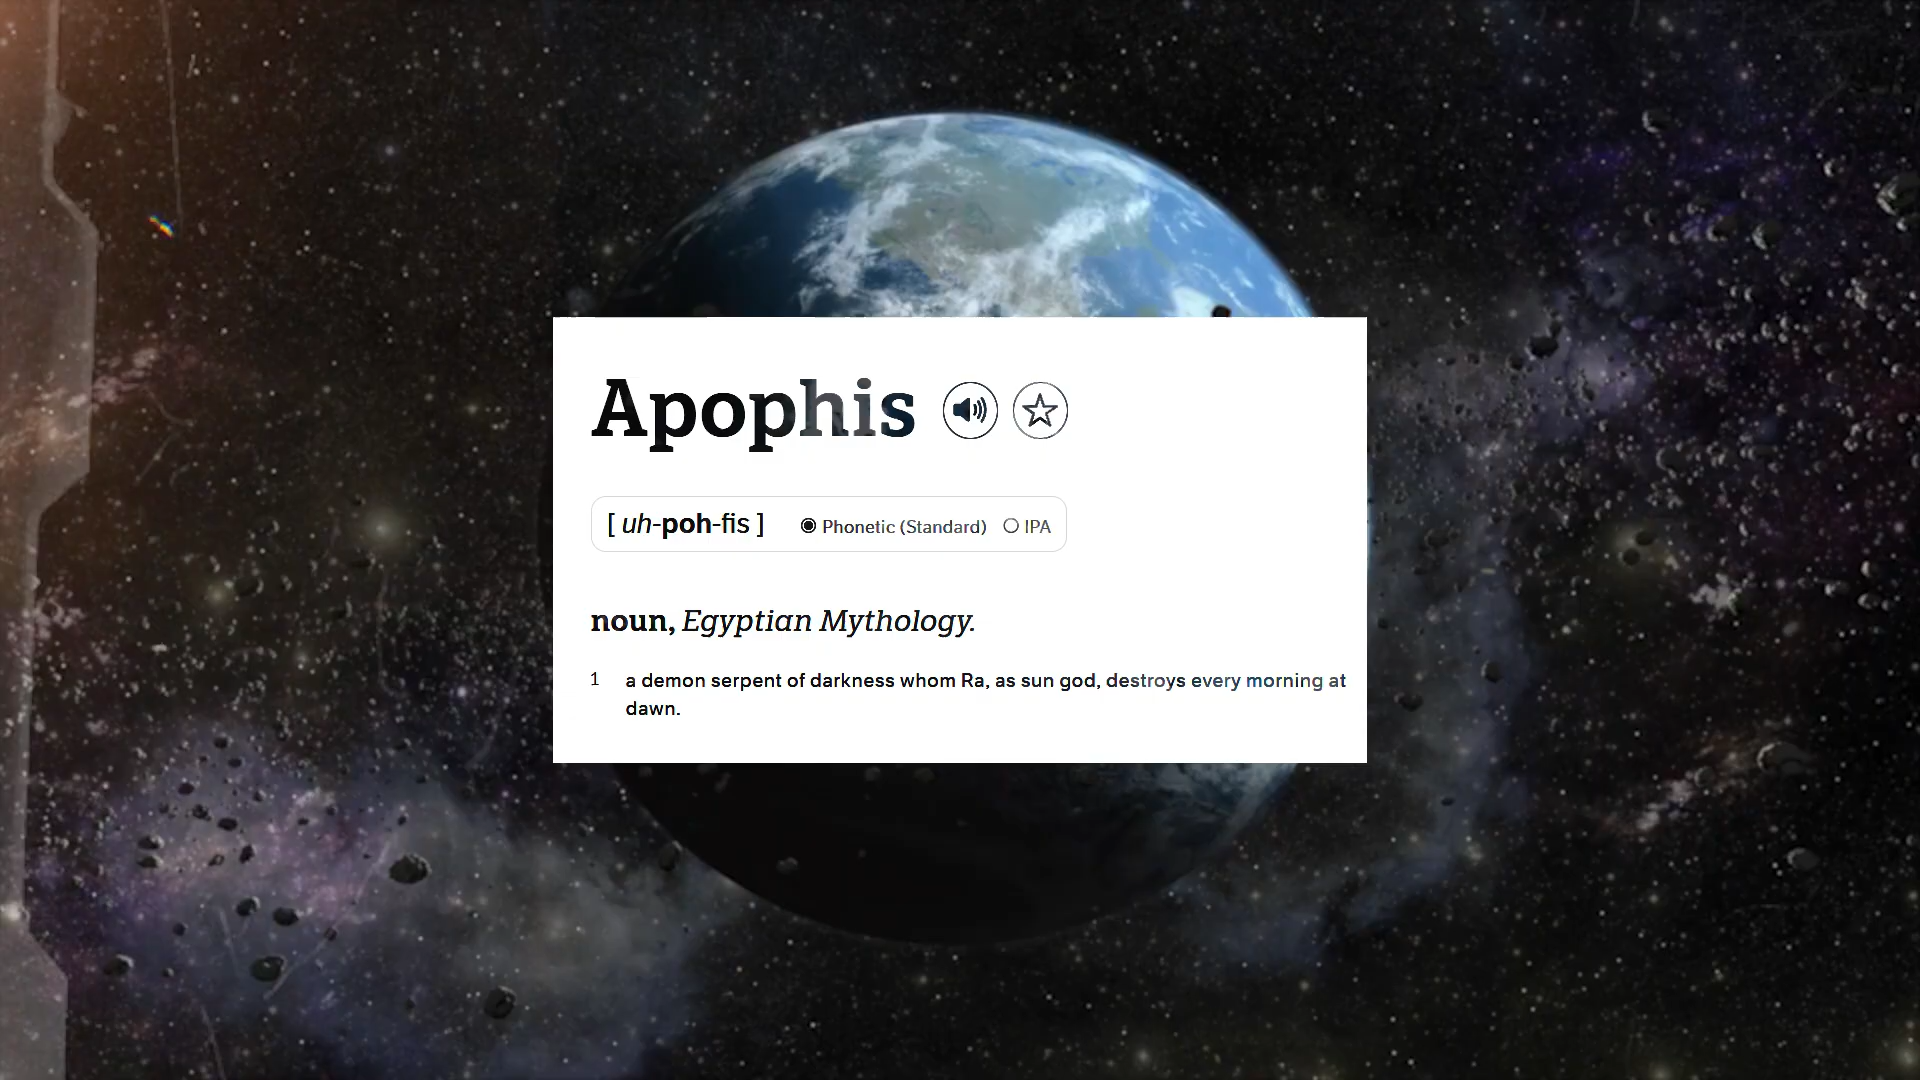 Apophis
[ uh-poh-fis ] Phonetic (Standard) IPA
noun, Egyptian Mythology.
1 a demon serpent of darkness whom Ra, as sun god, destroys every morning at
dawn.